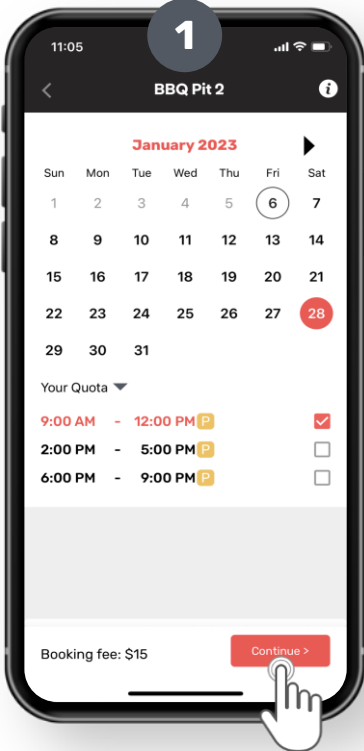 1
11:05
BBQ Pit 2
January 2023
Sun Mon Tue Wed Thu Fri Sat
1 2 3 4 5 6 7
8 9 10 11 12 13 14
15 16 17 18 19 20 21
22 23 24 25 26 27 28
29 30 31
Your Quota
9:00 AM - 12:00 PM P
2:00 PM - 5:00 PM P
6:00 PM - 9:00 PM P
Booking fee: $15
Continue >